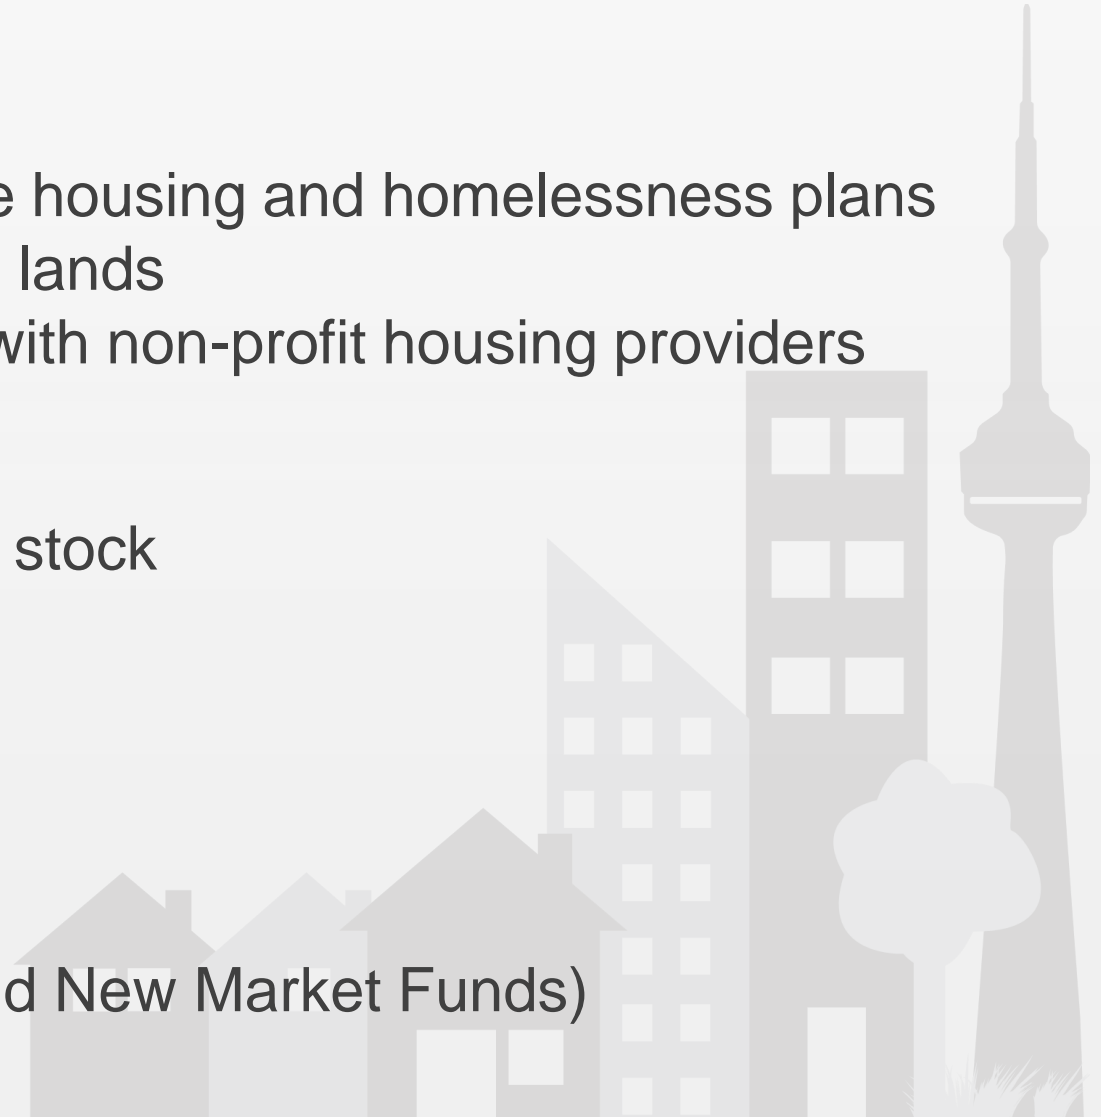 housing and homelessness plans
lands
with non-profit housing providers
stock
New Market Funds)